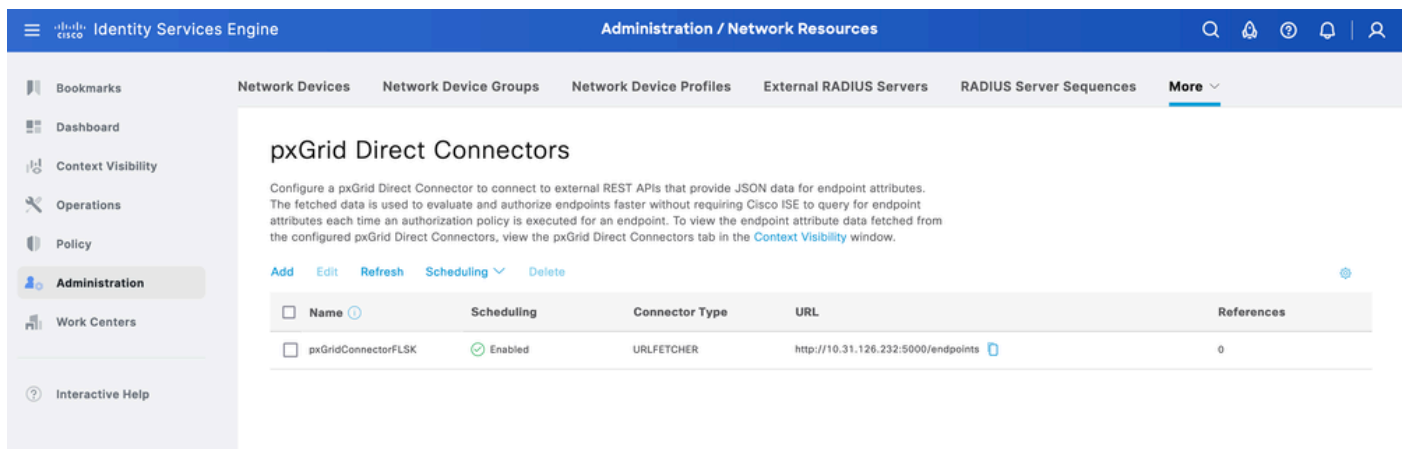 cisco Identity Services Engine
Administration / Network Resources
Bookmarks
Dashboard
Context Visibility
Operations
Policy
Administration
Work Centers
Interactive Help
Network Devices Network Device Groups Network Device Profiles External RADIUS Servers RADIUS Server Sequences More
pxGrid Direct Connectors
Configure a pxGrid Direct Connector to connect to external REST APIs that provide JSON data for endpoint attributes.
The fetched data is used to evaluate and authorize endpoints faster without requiring Cisco ISE to query for endpoint
attributes each time an authorization policy is executed for an endpoint. To view the endpoint attribute data fetched from
the configured pxGrid Direct Connectors, view the pxGrid Direct Connectors tab in the Context Visibility window.
Add Edit Refresh Scheduling Delete
Name Scheduling Connector Type URL References
pxGridConnectorFLSK Enabled URLFETCHER http://10.31.126.232:5000/endpoints 0